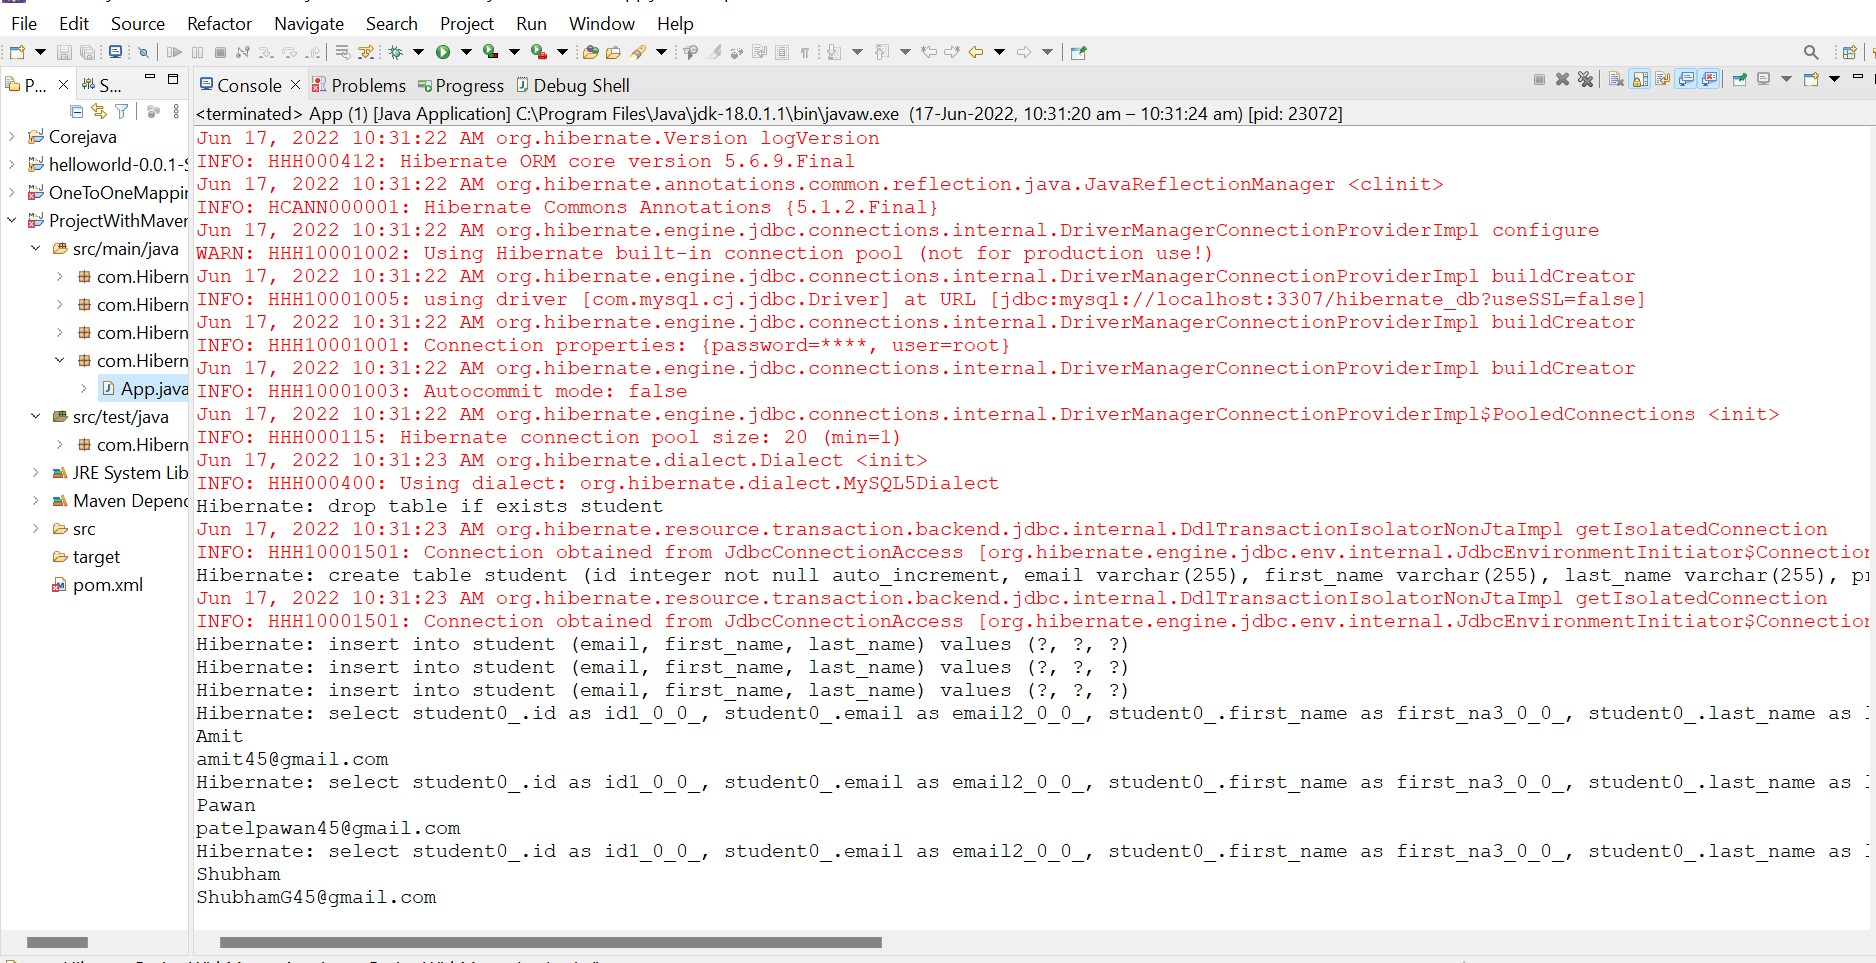 File Edit Source Refactor Navigate Search Project Run Window Help
P... S...
Console Problems Progress Debug Shell
<terminated> App (1) [Java Application] C:\Program Files\Java\jdk-18.0.1.1\bin\javaw.exe (17-Jun-2022, 10:31:20 am – 10:31:24 am) [pid: 23072]
Corejava
helloworld-0.0.1-S
OneToOneMappin
ProjectWithMaven
src/main/java
com.Hibern
com.Hibern
com.Hibern
com.Hibern
App.java
src/test/java
com.Hibern
JRE System Lib
Maven Depend
src
target
pom.xml
Jun 17, 2022 10:31:22 AM org.hibernate.Version logVersion
INFO: HHH000412: Hibernate ORM core version 5.6.9.Final
Jun 17, 2022 10:31:22 AM org.hibernate.annotations.common.reflection.java.JavaReflectionManager <clinit>
INFO: HCANN000001: Hibernate Commons Annotations {5.1.2.Final}
Jun 17, 2022 10:31:22 AM org.hibernate.engine.jdbc.connections.internal.DriverManagerConnectionProviderImpl configure
WARN: HHH10001002: Using Hibernate built-in connection pool (not for production use!)
Jun 17, 2022 10:31:22 AM org.hibernate.engine.jdbc.connections.internal.DriverManagerConnectionProviderImpl buildCreator
INFO: HHH10001005: using driver [com.mysql.cj.jdbc.Driver] at URL [jdbc:mysql://localhost:3307/hibernate_db?useSSL=false]
Jun 17, 2022 10:31:22 AM org.hibernate.engine.jdbc.connections.internal.DriverManagerConnectionProviderImpl buildCreator
INFO: HHH10001001: Connection properties: {password=****, user=root}
Jun 17, 2022 10:31:22 AM org.hibernate.engine.jdbc.connections.internal.DriverManagerConnectionProviderImpl buildCreator
INFO: HHH10001003: Autocommit mode: false
Jun 17, 2022 10:31:22 AM org.hibernate.engine.jdbc.connections.internal.DriverManagerConnectionProviderImpl$PooledConnections <init>
INFO: HHH000115: Hibernate connection pool size: 20 (min=1)
Jun 17, 2022 10:31:23 AM org.hibernate.dialect.Dialect <init>
INFO: HHH000400: Using dialect: org.hibernate.dialect.MySQL5Dialect
Hibernate: drop table if exists student
Jun 17, 2022 10:31:23 AM org.hibernate.resource.transaction.backend.jdbc.internal.DdlTransactionIsolatorNonJtaImpl getIsolatedConnection
INFO: HHH10001501: Connection obtained from JdbcConnectionAccess [org.hibernate.engine.jdbc.env.internal.JdbcEnvironmentInitiator$Connection
Hibernate: create table student (id integer not null auto_increment, email varchar(255), first_name varchar(255), last_name varchar(255), pr
Jun 17, 2022 10:31:23 AM org.hibernate.resource.transaction.backend.jdbc.internal.DdlTransactionIsolatorNonJtaImpl getIsolatedConnection
INFO: HHH10001501: Connection obtained from JdbcConnectionAccess [org.hibernate.engine.jdbc.env.internal.JdbcEnvironmentInitiator$Connection
Hibernate: insert into student (email, first_name, last_name) values (?, ?, ?)
Hibernate: insert into student (email, first_name, last_name) values (?, ?, ?)
Hibernate: insert into student (email, first_name, last_name) values (?, ?, ?)
Hibernate: select student0_.id as id1_0_0_, student0_.email as email2_0_0_, student0_.first_name as first_na3_0_0_, student0_.last_name as
Amit
amit45@gmail.com
Hibernate: select student0_.id as id1_0_0_, student0_.email as email2_0_0_, student0_.first_name as first_na3_0_0_, student0_.last_name as
Pawan
patelpawan45@gmail.com
Hibernate: select student0_.id as id1_0_0_, student0_.email as email2_0_0_, student0_.first_name as first_na3_0_0_, student0_.last_name as
Shubham
ShubhamG45@gmail.com